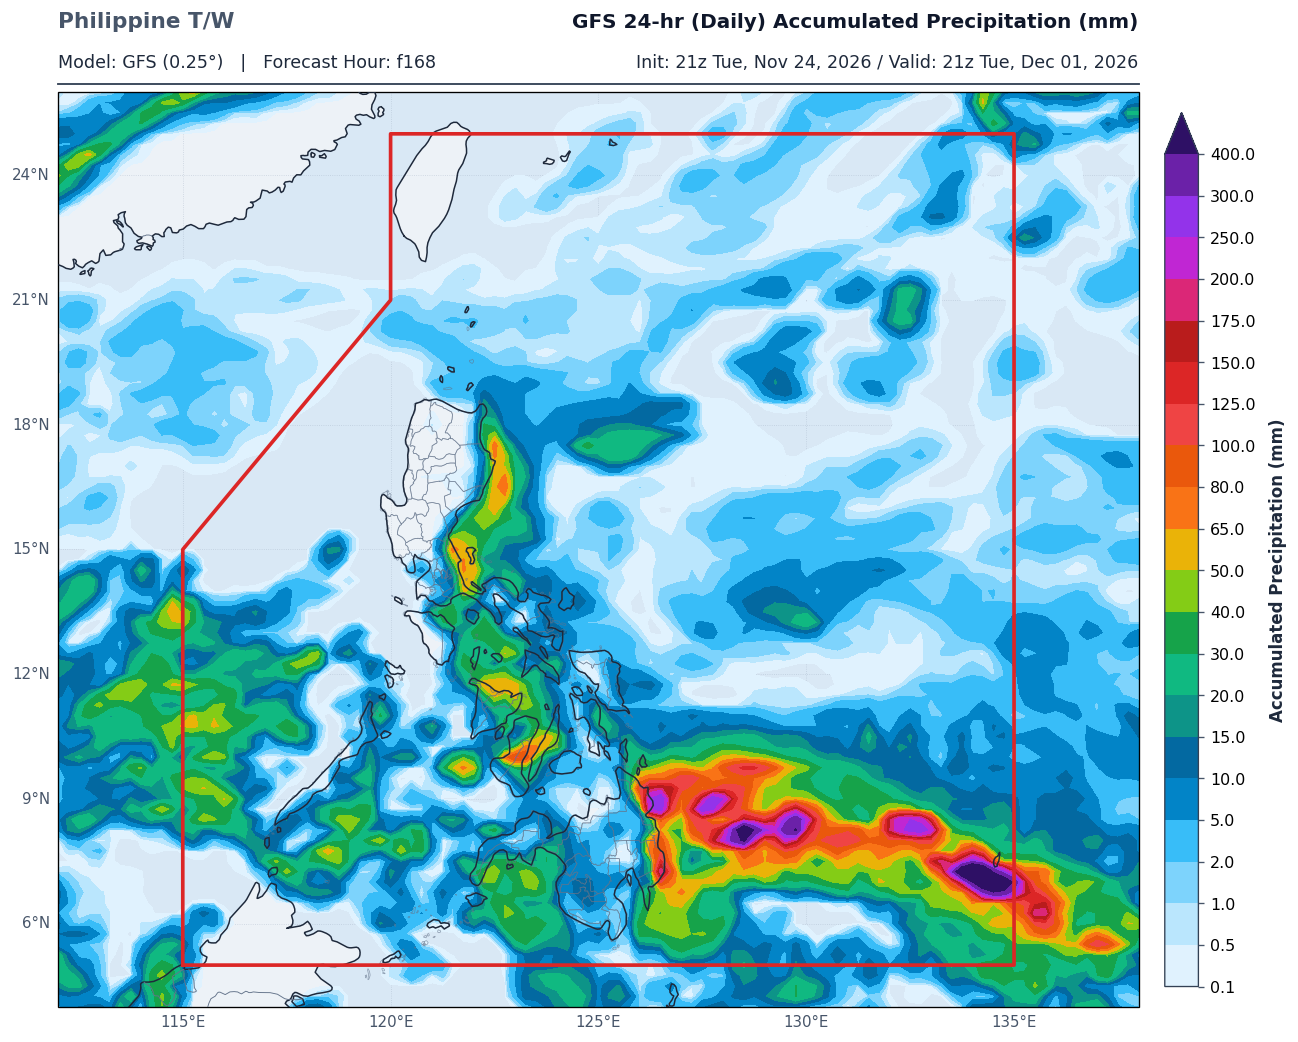 Philippine T/W
GFS 24-hr (Daily) Accumulated Precipitation (mm)
Model: GFS (0.25°)   |   Forecast Hour: f168
Init: 21z Tue, Nov 24, 2026 / Valid: 21z Tue, Dec 01, 2026
24°N
21°N
18°N
15°N
12°N
9°N
6°N
115°E
120°E
125°E
130°E
135°E
400.0
300.0
250.0
200.0
175.0
150.0
125.0
100.0
80.0
65.0
50.0
40.0
30.0
20.0
15.0
10.0
5.0
2.0
1.0
0.5
0.1
Accumulated Precipitation (mm)